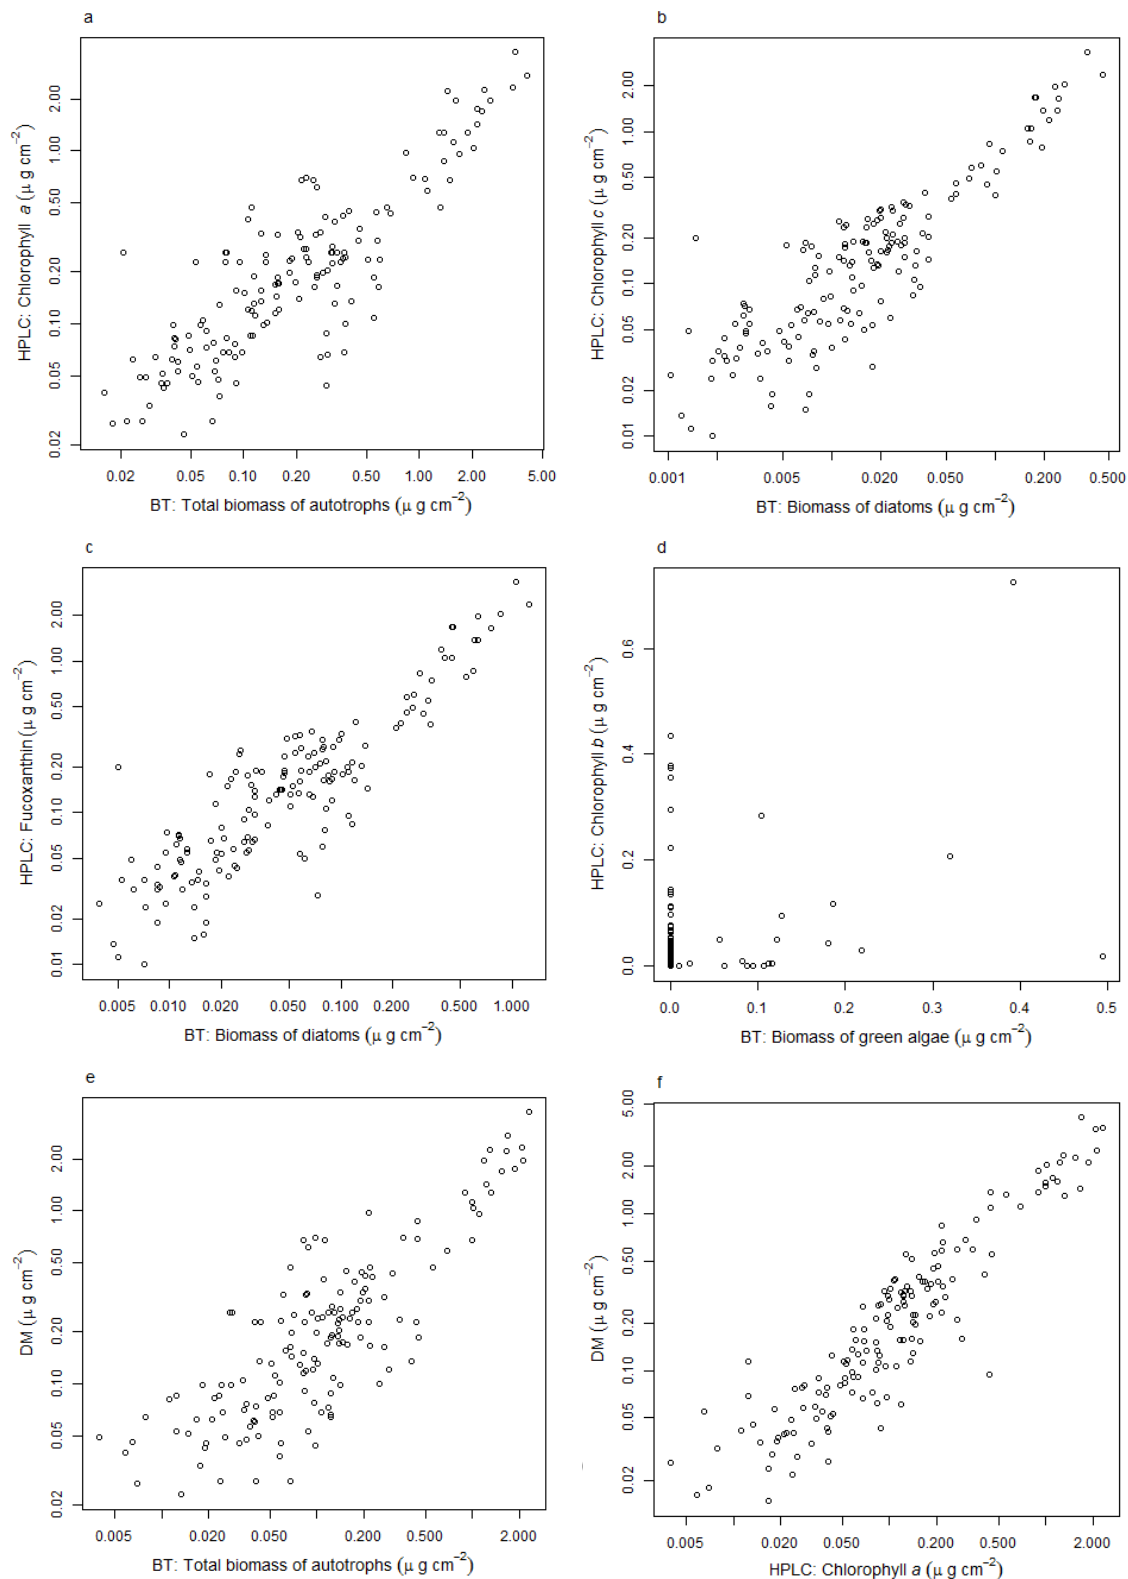 a
HPLC: Chlorophyll a (μ g cm−2)
0.02 0.05 0.10 0.20 0.50 1.00 2.00
0.02 0.05 0.10 0.20 0.50 1.00 2.00 5.00
BT: Total biomass of autotrophs (μ g cm−2)
b
HPLC: Chlorophyll c (μ g cm−2)
0.01 0.02 0.05 0.10 0.20 0.50 1.00 2.00
0.001 0.005 0.020 0.050 0.200 0.500
BT: Biomass of diatoms (μ g cm−2)
c
HPLC: Fucoxanthin (μ g cm−2)
0.01 0.02 0.05 0.10 0.20 0.50 1.00 2.00
0.005 0.010 0.020 0.050 0.100 0.200 0.500 1.000
BT: Biomass of diatoms (μ g cm−2)
d
HPLC: Chlorophyll b (μ g cm−2)
0.0 0.2 0.4 0.6
0.0 0.1 0.2 0.3 0.4 0.5
BT: Biomass of green algae (μ g cm−2)
e
DM (μ g cm−2)
0.02 0.05 0.10 0.20 0.50 1.00 2.00
0.005 0.020 0.050 0.200 0.500 2.000
BT: Total biomass of autotrophs (μ g cm−2)
f
DM (μ g cm−2)
0.02 0.05 0.10 0.20 0.50 1.00 2.00 5.00
0.005 0.020 0.050 0.200 0.500 2.000
HPLC: Chlorophyll a (μ g cm−2)